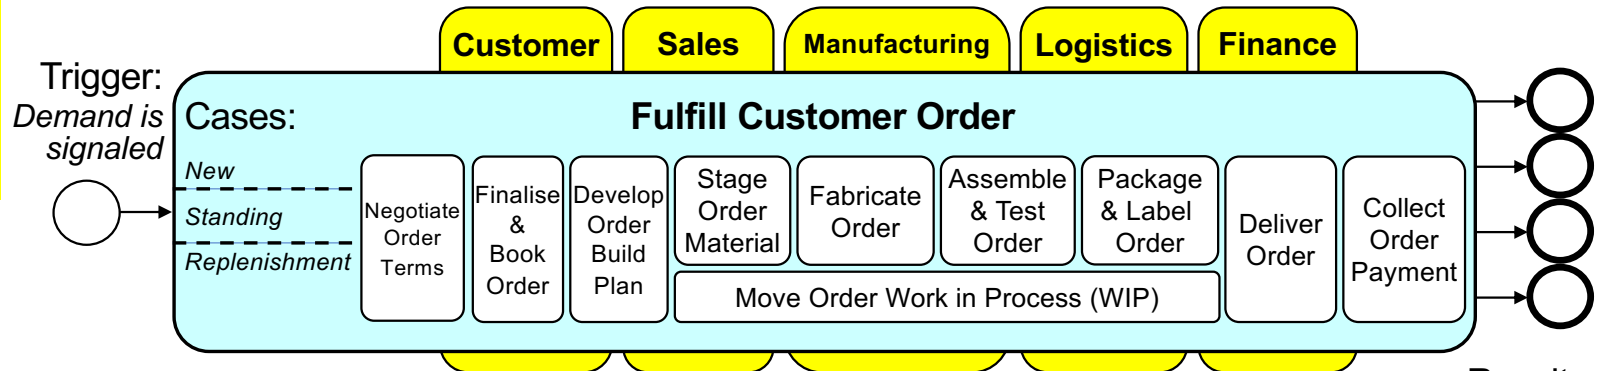 Customer
Sales
Manufacturing
Logistics
Finance
Trigger:
Demand is
signaled
Cases:
Fulfill Customer Order
New
Standing
Replenishment
Negotiate
Order
Terms
Finalise
&
Book
Order
Develop
Order
Build
Plan
Stage
Order
Material
Fabricate
Order
Assemble
& Test
Order
Package
& Label
Order
Move Order Work in Process (WIP)
Deliver
Order
Collect
Order
Payment